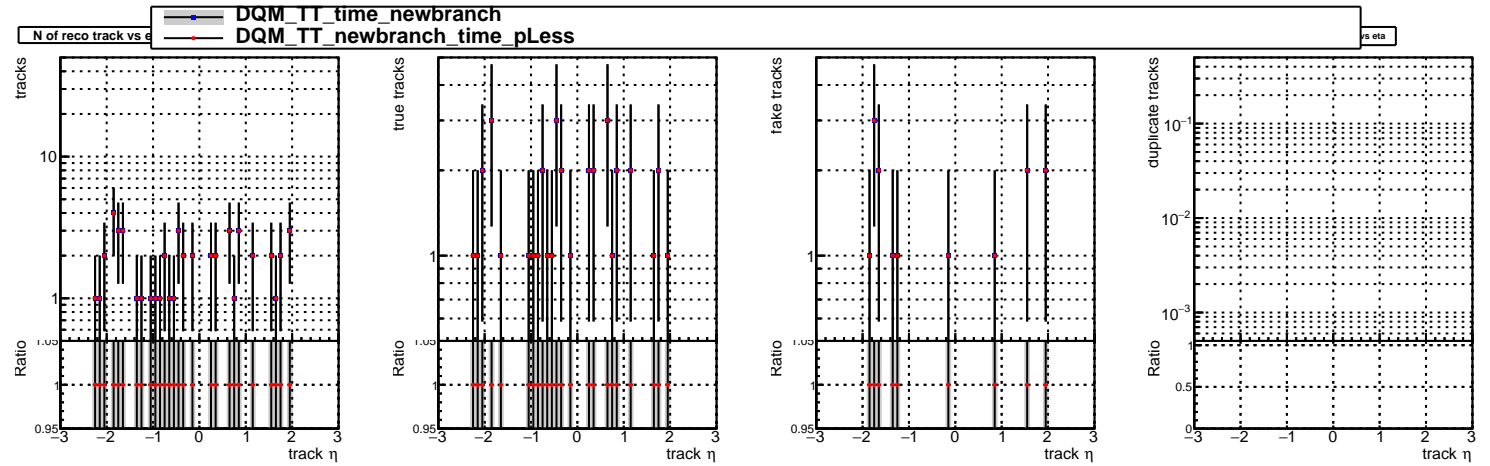 DQM_TT_time_newbranch
DQM_TT_newbranch_time_pLess
N of reco track vs e
vs eta
tracks
10
1
Ratio
1.05
1
0.95
−3 −2 −1 0 1 2 3
track η
true tracks
1
Ratio
1.05
1
0.95
−3 −2 −1 0 1 2 3
track η
fake tracks
1
Ratio
1.05
1
0.95
−3 −2 −1 0 1 2 3
track η
duplicate tracks
10⁻¹
10⁻²
10⁻³
Ratio
1
0.5
0
−3 −2 −1 0 1 2 3
track η